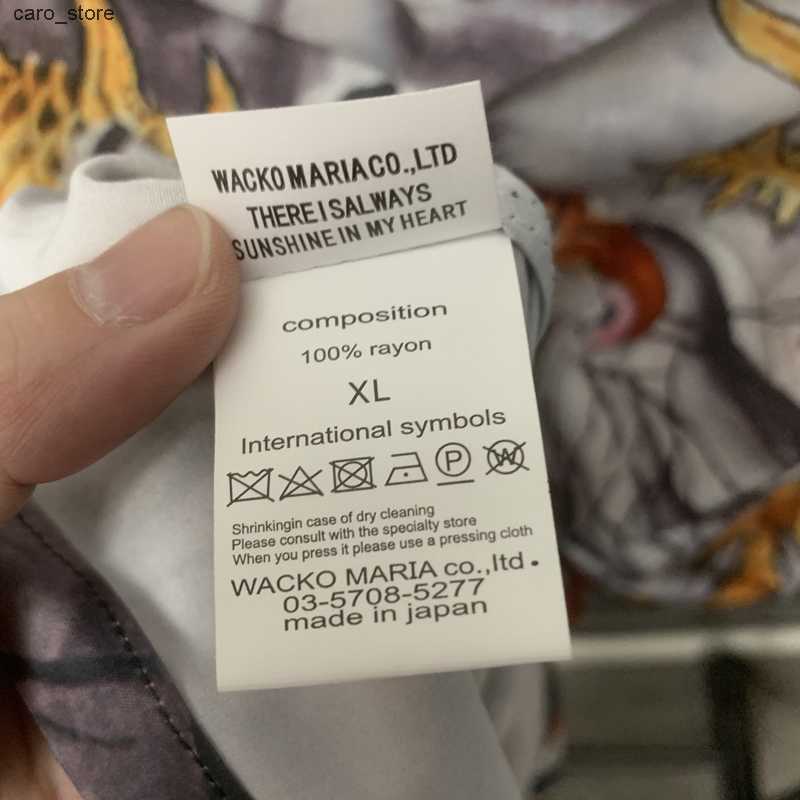 caro_store
WACKO MARIA CO.,LTD
THERE IS ALWAYS
SUNSHINE IN MY HEART
composition
100% rayon
XL
International symbols
P W
Shrinkingin case of dry cleaning
Please consult with the specialty store
When you press it please use a pressing cloth
WACKO MARIA co.,ltd.
03-5708-5277
made in japan